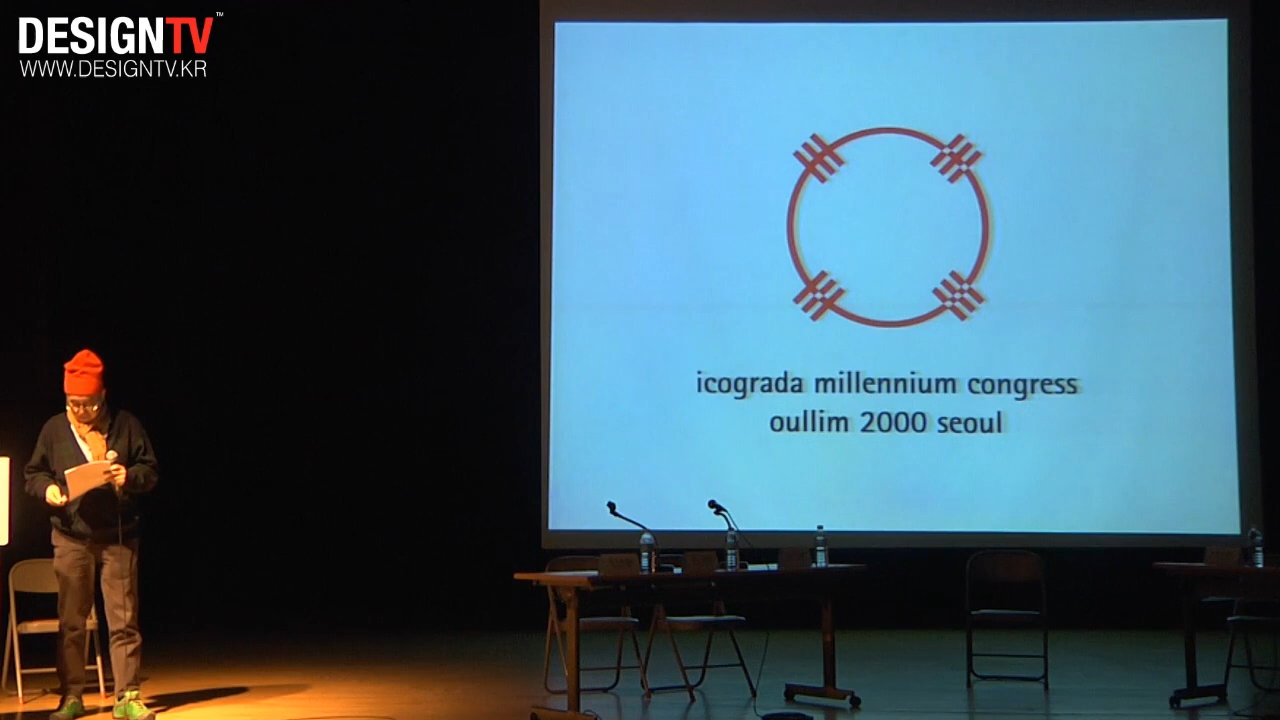 DESIGNTV™
WWW.DESIGNTV.KR
icograda millennium congress
oullim 2000 seoul